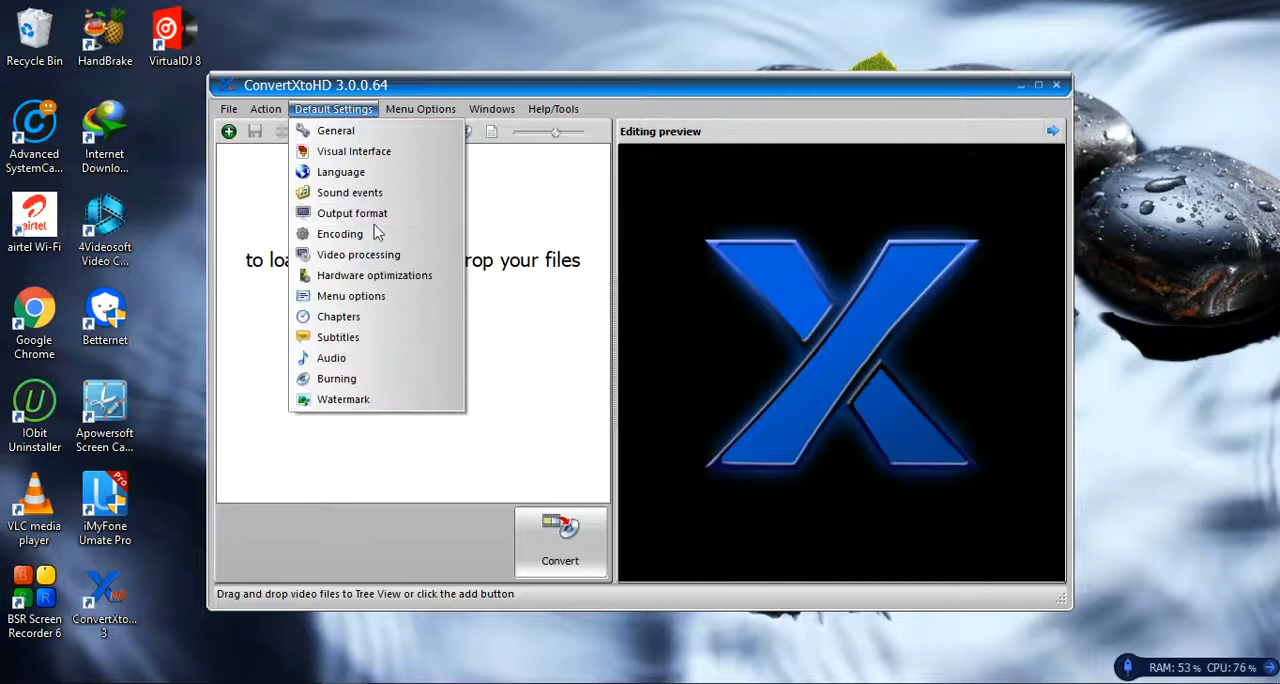 Recycle Bin
HandBrake
VirtualDJ 8
Advanced
SystemCa...
Internet
Downlo...
airtel
airtel Wi-Fi
4Videosoft
Video C...
Google
Chrome
Betternet
IObit
Uninstaller
Apowersoft
Screen Ca...
VLC media
player
Pro
iMyFone
Umate Pro
B S
R 6
BSR Screen
Recorder 6
HD
ConvertXto...
3
ConvertXtoHD 3.0.0.64
File Action Default Settings Menu Options Windows Help/Tools
General
Visual Interface
Language
Sound events
Output format
Encoding
Video processing
Hardware optimizations
Menu options
Chapters
Subtitles
Audio
Burning
Watermark
to loa
rop your files
Convert
Editing preview
Drag and drop video files to Tree View or click the add button
RAM: 53% CPU: 76%